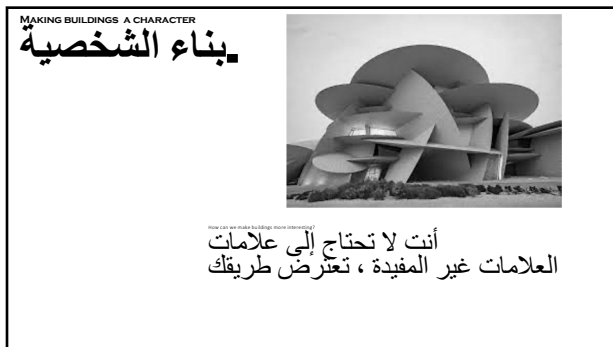 MAKING BUILDINGS A CHARACTER
بناء الشخصية.
How can we make buildings more interesting?
أنت لا تحتاج إلى علامات
العلامات غير المفيدة ، تعترض طريقك